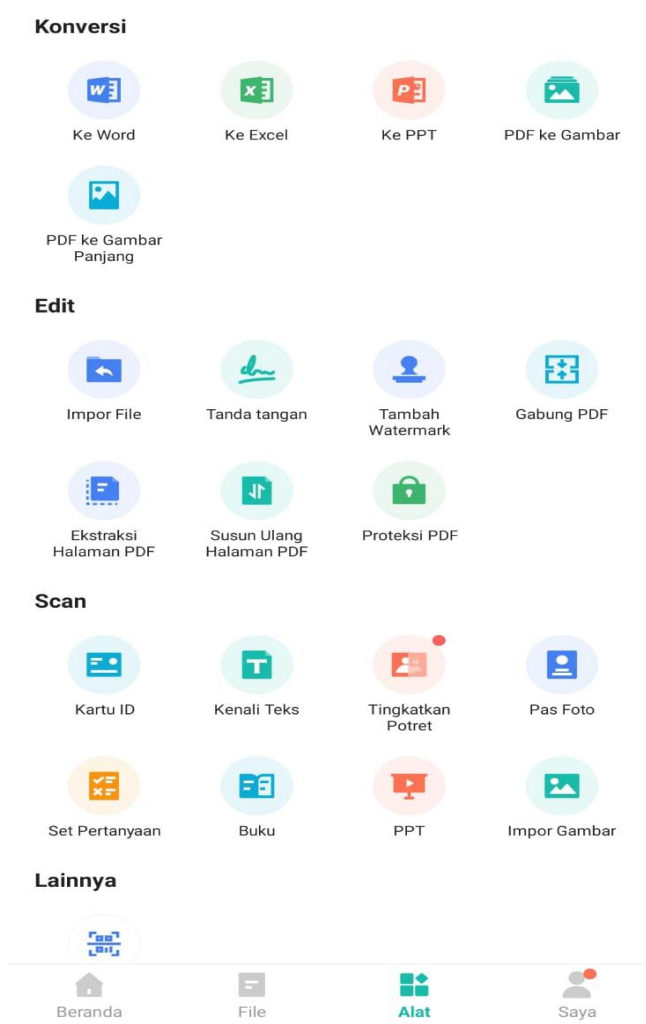 Konversi
Ke Word
Ke Excel
Ke PPT
PDF ke Gambar
PDF ke Gambar
Panjang
Edit
Impor File
Tanda tangan
Tambah
Watermark
Gabung PDF
Ekstraksi
Halaman PDF
Susun Ulang
Halaman PDF
Proteksi PDF
Scan
Kartu ID
Kenali Teks
Tingkatkan
Potret
Pas Foto
Set Pertanyaan
Buku
PPT
Impor Gambar
Lainnya
Beranda
File
Alat
Saya